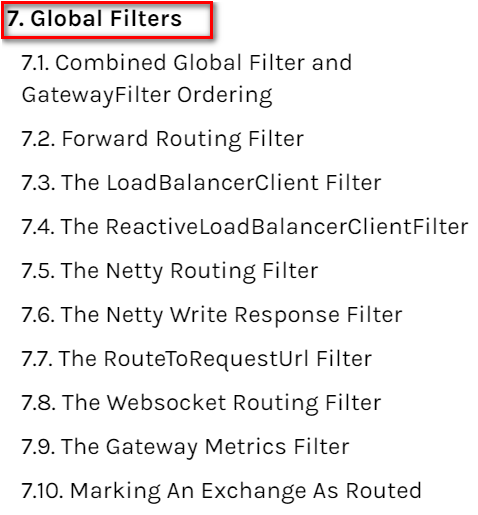 7. Global Filters
7.1. Combined Global Filter and
GatewayFilter Ordering
7.2. Forward Routing Filter
7.3. The LoadBalancerClient Filter
7.4. The ReactiveLoadBalancerClientFilter
7.5. The Netty Routing Filter
7.6. The Netty Write Response Filter
7.7. The RouteToRequestUrl Filter
7.8. The Websocket Routing Filter
7.9. The Gateway Metrics Filter
7.10. Marking An Exchange As Routed